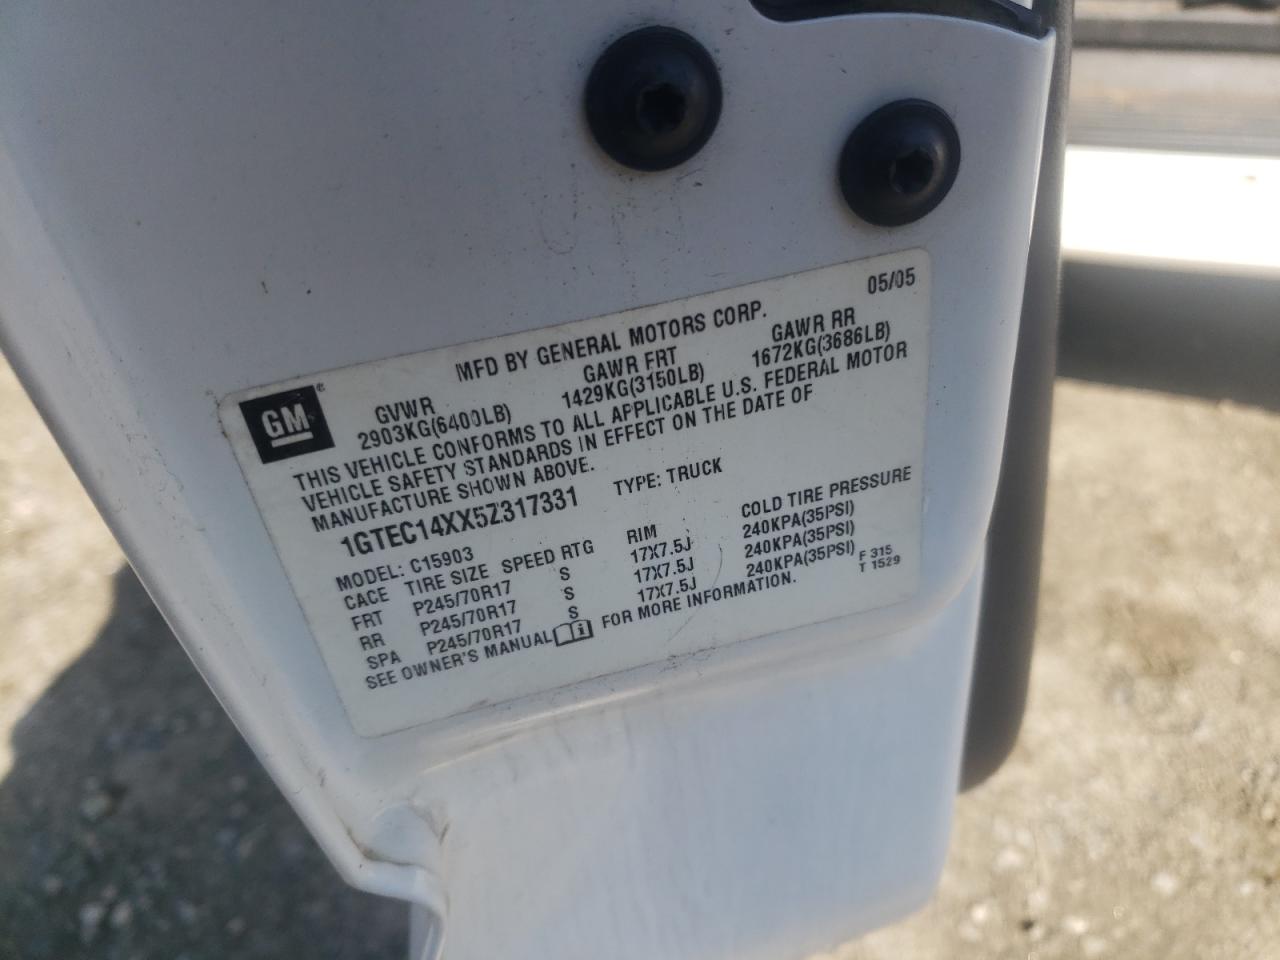 05/05
MFD BY GENERAL MOTORS CORP.
GM ®
GVWR GAWR FRT GAWR RR
2903KG(6400LB) 1429KG(3150LB) 1672KG(3686LB)
THIS VEHICLE CONFORMS TO ALL APPLICABLE U.S. FEDERAL MOTOR
VEHICLE SAFETY STANDARDS IN EFFECT ON THE DATE OF
MANUFACTURE SHOWN ABOVE.
1GTEC14XX5Z317331 TYPE: TRUCK
MODEL: C15903
CACE TIRE SIZE SPEED RTG RIM COLD TIRE PRESSURE
FRT P245/70R17 S 17X7.5J 240KPA(35PSI)
RR P245/70R17 S 17X7.5J 240KPA(35PSI)
SPA P245/70R17 S 17X7.5J 240KPA(35PSI)
SEE OWNER'S MANUAL i FOR MORE INFORMATION.
F 315
T 1529